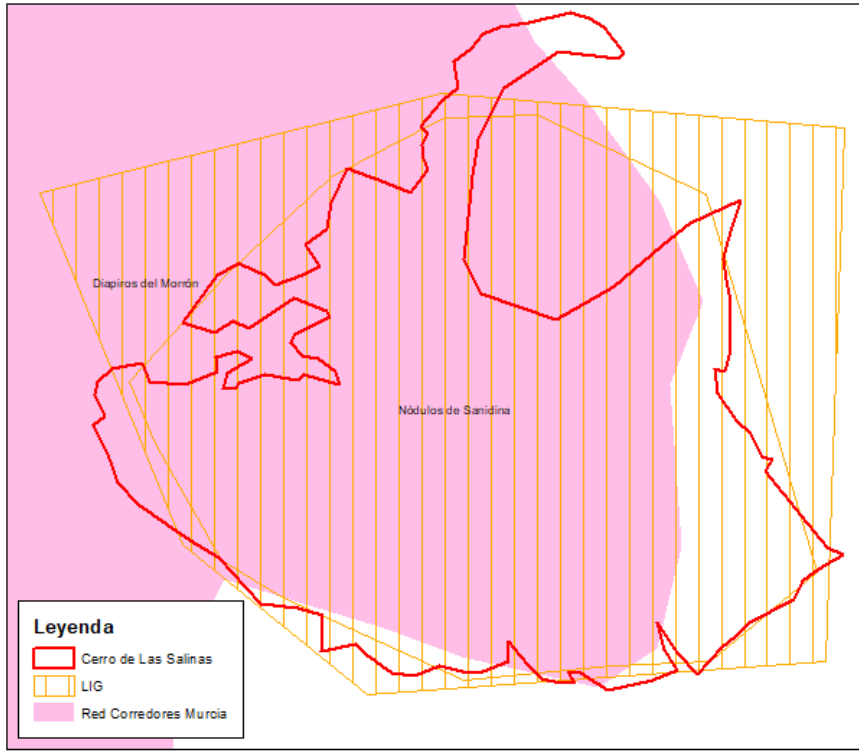 Diapiros del Morrón
Nódulos de Sanidina
Leyenda
Cerro de Las Salinas
LIG
Red Corredores Murcia